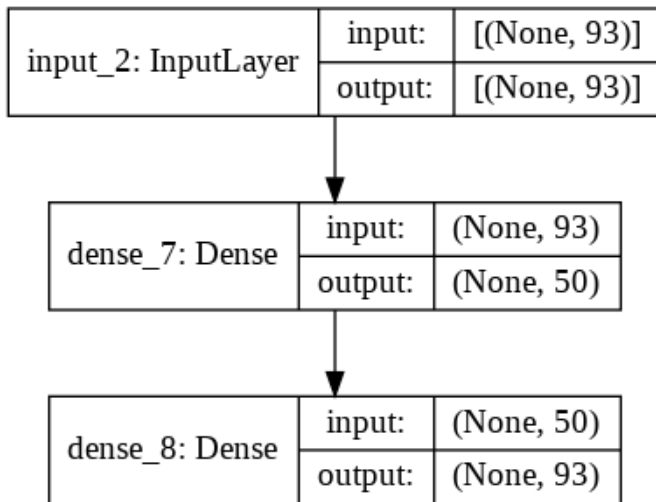 input_2: InputLayer
input: [(None, 93)]
output: [(None, 93)]
dense_7: Dense
input: (None, 93)
output: (None, 50)
dense_8: Dense
input: (None, 50)
output: (None, 93)